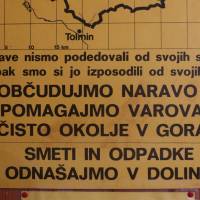 Tolmin
ave nismo podedovali od svojih s
pak smo si jo izposodili od svojil
OBČUDUJMO NARAVO
POMAGAJMO VAROVA
ČISTO OKOLJE V GORA
SMETI IN ODPADKE
ODNAŠAJMO V DOLIN